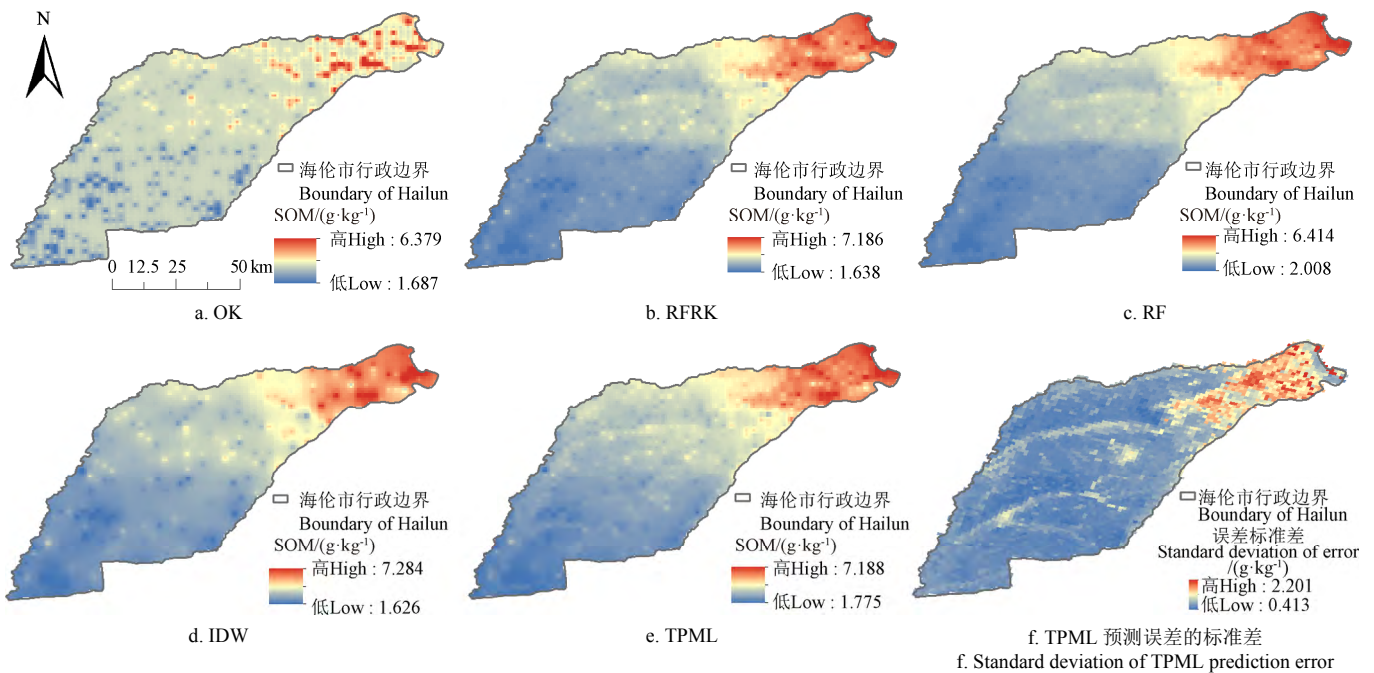 N
海伦市行政边界
Boundary of Hailun
SOM/(g·kg⁻¹)
高High : 6.379
低Low : 1.687
0 12.5 25 50 km
a. OK
海伦市行政边界
Boundary of Hailun
SOM/(g·kg⁻¹)
高High : 7.186
低Low : 1.638
b. RFRK
海伦市行政边界
Boundary of Hailun
SOM/(g·kg⁻¹)
高High : 6.414
低Low : 2.008
c. RF
海伦市行政边界
Boundary of Hailun
SOM/(g·kg⁻¹)
高High : 7.284
低Low : 1.626
d. IDW
海伦市行政边界
Boundary of Hailun
SOM/(g·kg⁻¹)
高High : 7.188
低Low : 1.775
e. TPML
海伦市行政边界
Boundary of Hailun
误差标准差
Standard deviation of error
/(g·kg⁻¹)
高High : 2.201
低Low : 0.413
f. TPML 预测误差的标准差
f. Standard deviation of TPML prediction error